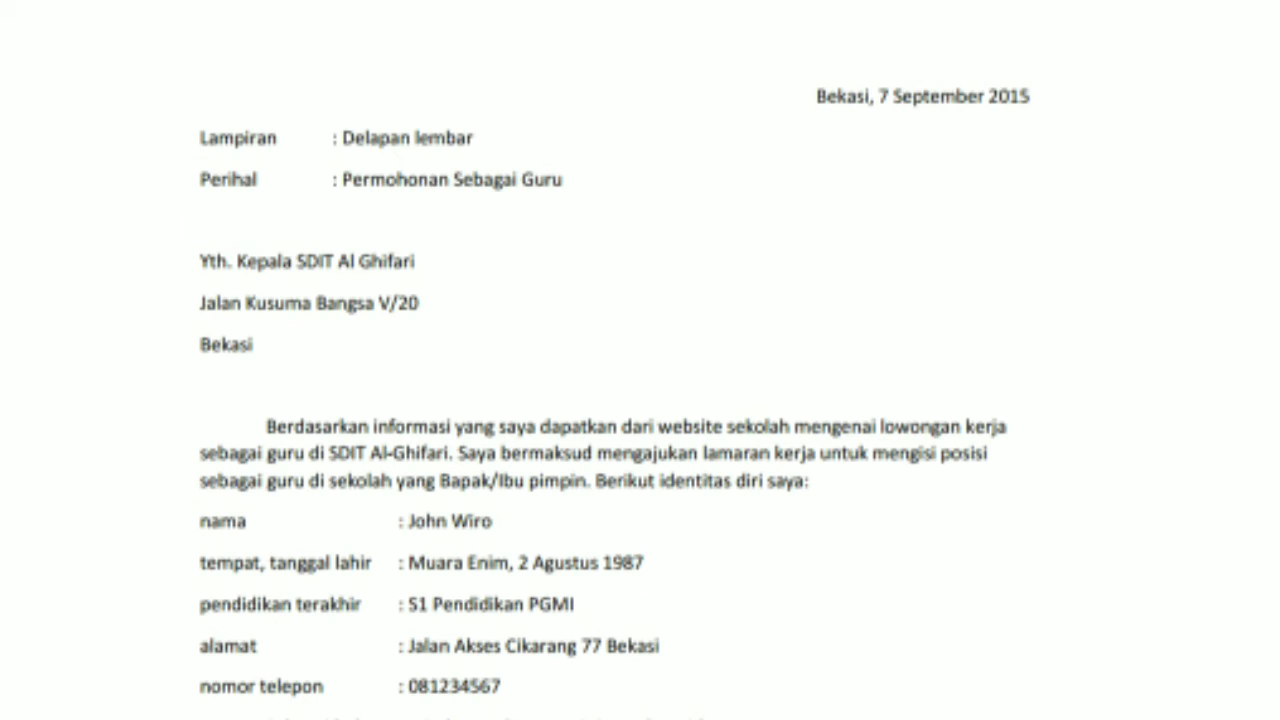 Bekasi, 7 September 2015
Lampiran : Delapan lembar
Perihal : Permohonan Sebagai Guru
Yth. Kepala SDIT Al Ghifari
Jalan Kusuma Bangsa V/20
Bekasi
Berdasarkan informasi yang saya dapatkan dari website sekolah mengenai lowongan kerja
sebagai guru di SDIT Al-Ghifari. Saya bermaksud mengajukan lamaran kerja untuk mengisi posisi
sebagai guru di sekolah yang Bapak/Ibu pimpin. Berikut identitas diri saya:
nama : John Wiro
tempat, tanggal lahir : Muara Enim, 2 Agustus 1987
pendidikan terakhir : S1 Pendidikan PGMI
alamat : Jalan Akses Cikarang 77 Bekasi
nomor telepon : 081234567